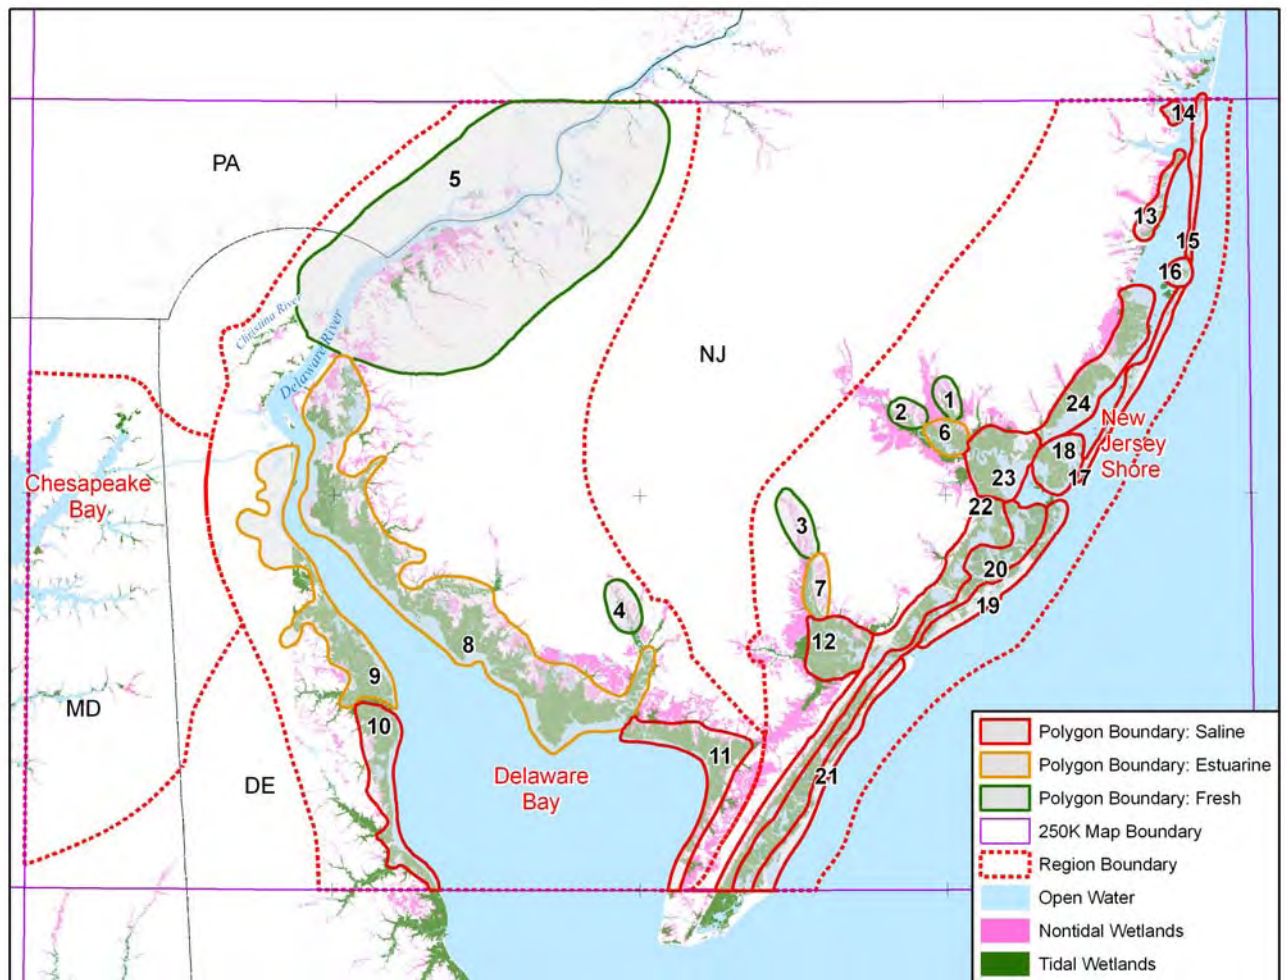 14
PA
5
13
15
16
Christina River
Delaware River
NJ
1
2
24
6
New
Jersey
Shore
18
23
17
Chesapeake
Bay
22
3
20
7
19
4
12
8
9
MD
10
11
Delaware
Bay
21
DE
Polygon Boundary: Saline
Polygon Boundary: Estuarine
Polygon Boundary: Fresh
250K Map Boundary
Region Boundary
Open Water
Nontidal Wetlands
Tidal Wetlands